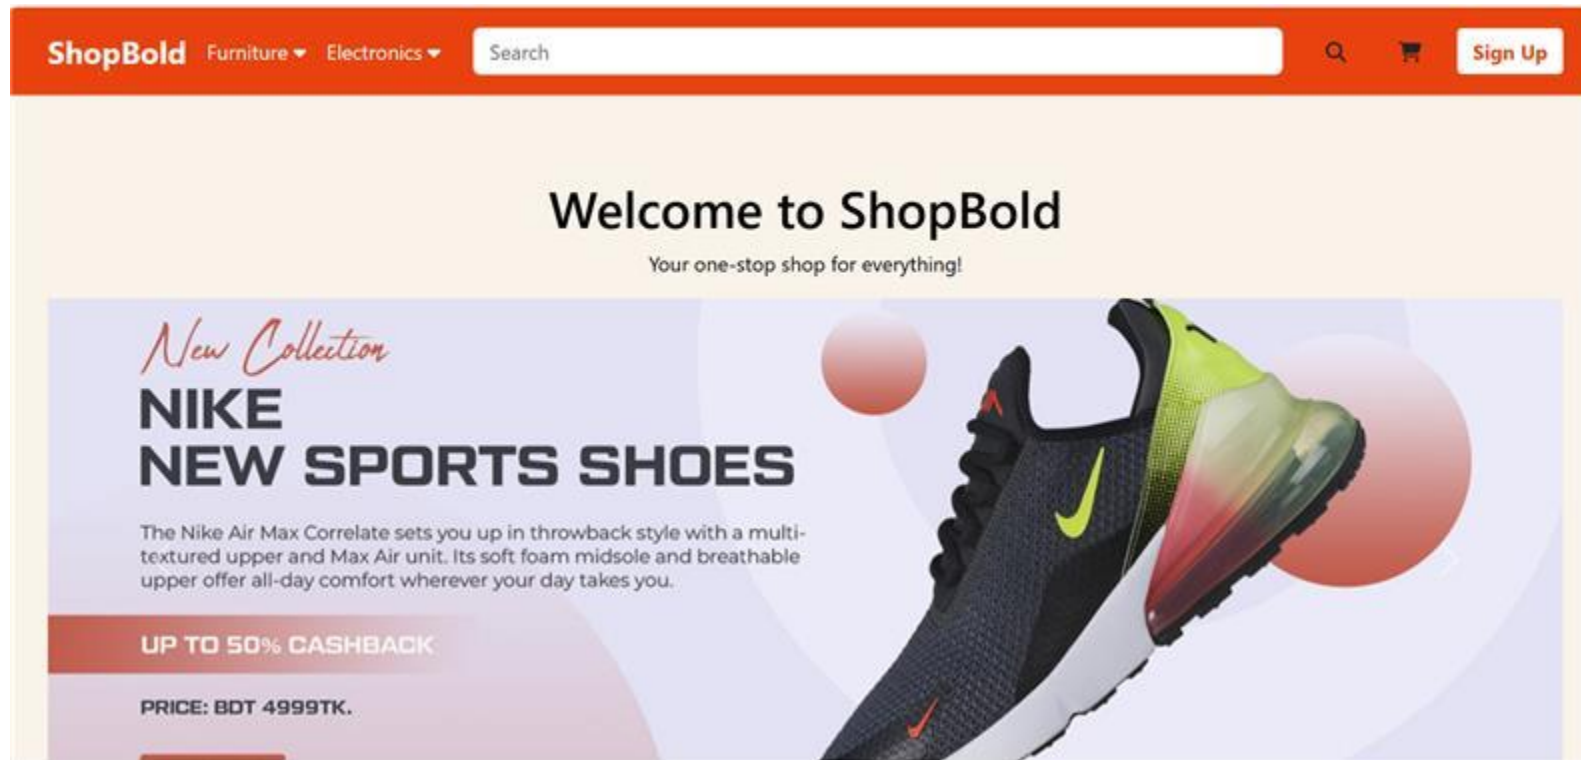 ShopBold Furniture Electronics Search Sign Up
Welcome to ShopBold
Your one-stop shop for everything!
New Collection
NIKE
NEW SPORTS SHOES
The Nike Air Max Correlate sets you up in throwback style with a multi-
textured upper and Max Air unit. Its soft foam midsole and breathable
upper offer all-day comfort wherever your day takes you.
UP TO 50% CASHBACK
PRICE: BDT 4999TK.